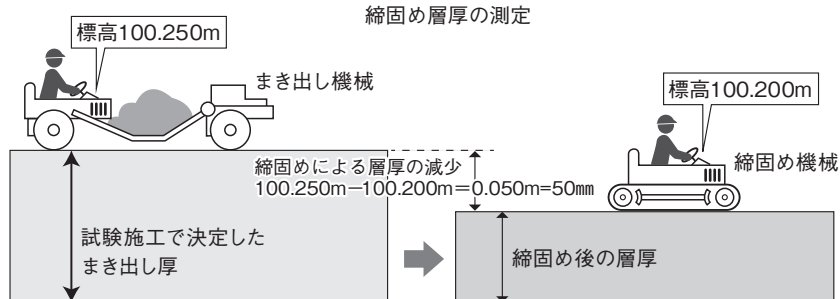 締固め層厚の測定
標高100.250m
まき出し機械
標高100.200m
締固め機械
締固めによる層厚の減少
100.250m−100.200m＝0.050m=50㎜
試験施工で決定した
まき出し厚
締固め後の層厚